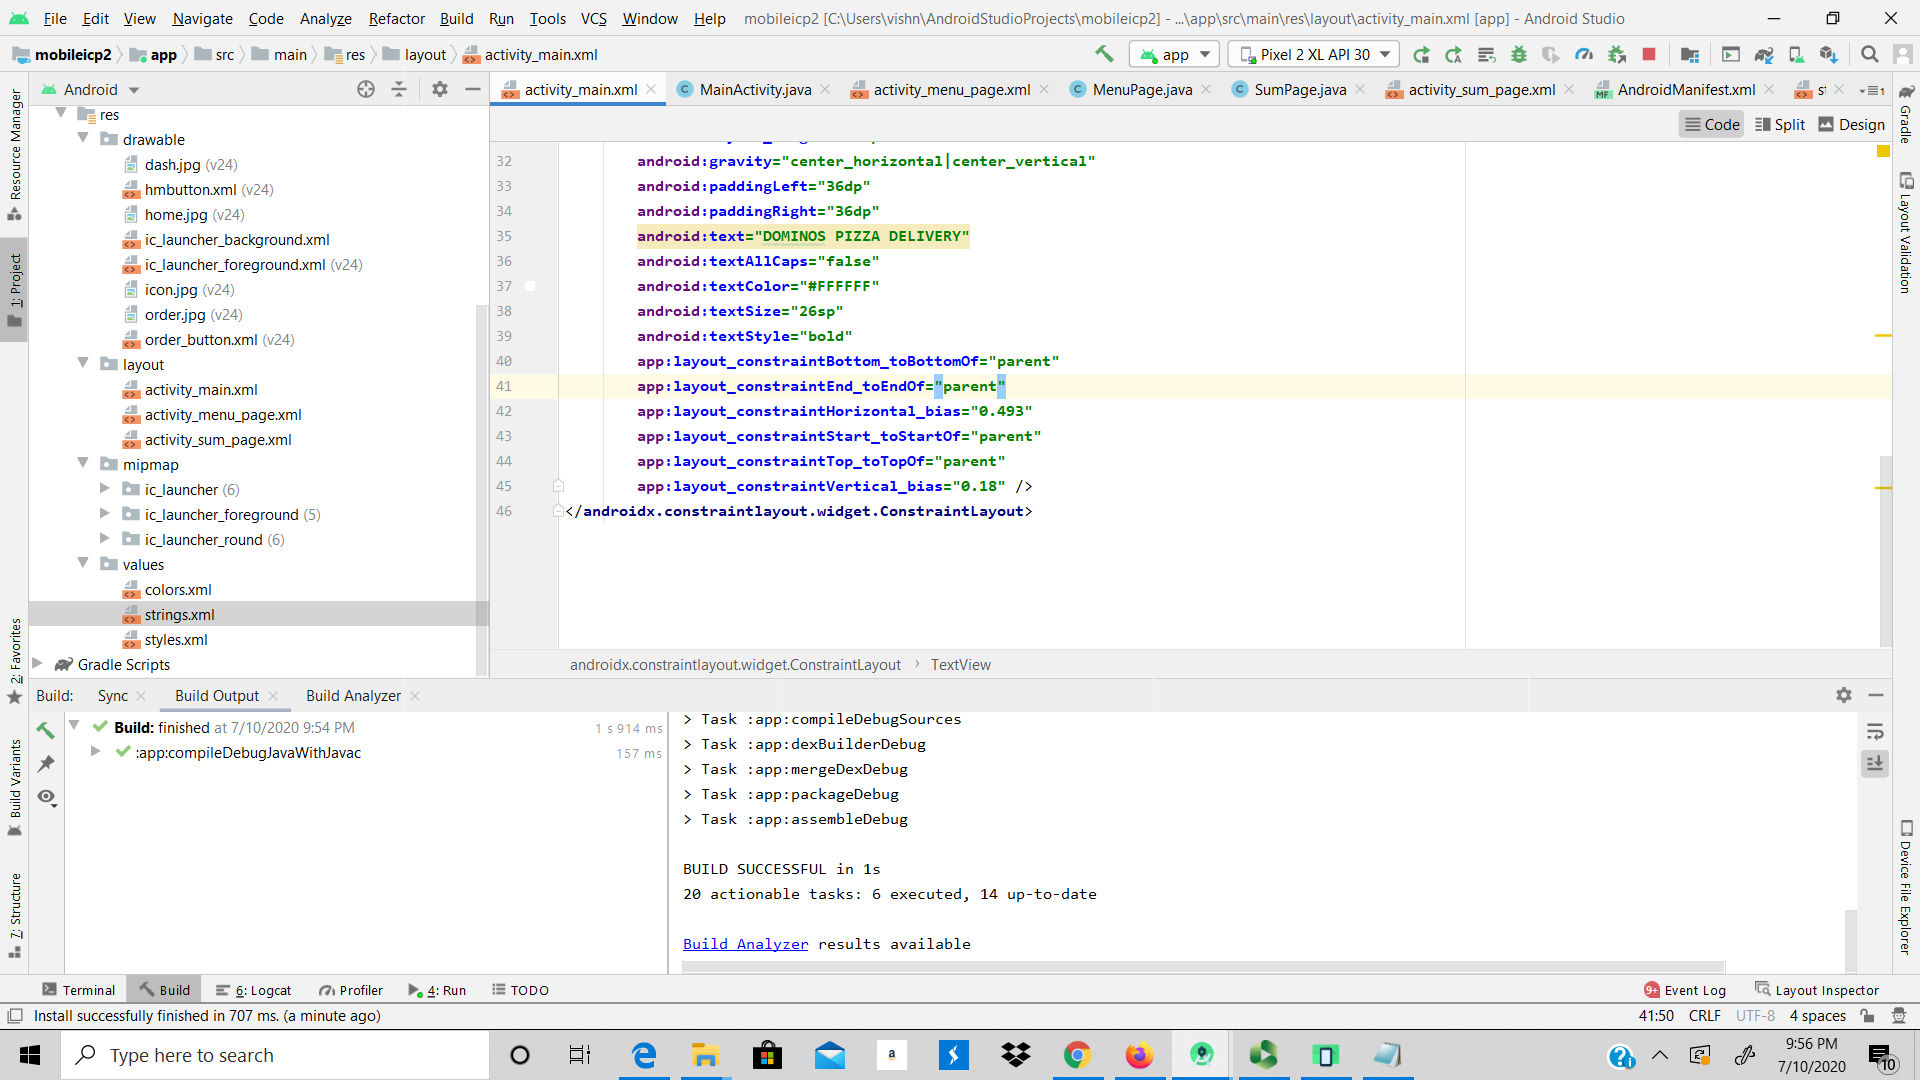 File Edit View Navigate Code Analyze Refactor Build Run Tools VCS Window Help mobileicp2 [C:\Users\vishn\AndroidStudioProjects\mobileicp2] - ...\app\src\main\res\layout\activity_main.xml [app] - Android Studio
mobileicp2 app src main res layout activity_main.xml app Pixel 2 XL API 30
Android activity_main.xml MainActivity.java activity_menu_page.xml MenuPage.java SumPage.java activity_sum_page.xml AndroidManifest.xml
Code Split Design
res
drawable
dash.jpg (v24)
hmbutton.xml (v24)
home.jpg (v24)
ic_launcher_background.xml
ic_launcher_foreground.xml (v24)
icon.jpg (v24)
order.jpg (v24)
order_button.xml (v24)
layout
activity_main.xml
activity_menu_page.xml
activity_sum_page.xml
mipmap
ic_launcher (6)
ic_launcher_foreground (5)
ic_launcher_round (6)
values
colors.xml
strings.xml
styles.xml
Gradle Scripts
32 android:gravity="center_horizontal|center_vertical"
33 android:paddingLeft="36dp"
34 android:paddingRight="36dp"
35 android:text="DOMINOS PIZZA DELIVERY"
36 android:textAllCaps="false"
37 android:textColor="#FFFFFF"
38 android:textSize="26sp"
39 android:textStyle="bold"
40 app:layout_constraintBottom_toBottomOf="parent"
41 app:layout_constraintEnd_toEndOf="parent"
42 app:layout_constraintHorizontal_bias="0.493"
43 app:layout_constraintStart_toStartOf="parent"
44 app:layout_constraintTop_toTopOf="parent"
45 app:layout_constraintVertical_bias="0.18" />
46 </androidx.constraintlayout.widget.ConstraintLayout>
androidx.constraintlayout.widget.ConstraintLayout › TextView
Resource Manager
1: Project
2: Favorites
Build Variants
7: Structure
Gradle
Layout Validation
Device File Explorer
Build: Sync Build Output Build Analyzer
Build: finished at 7/10/2020 9:54 PM 1 s 914 ms
:app:compileDebugJavaWithJavac 157 ms
> Task :app:compileDebugSources
> Task :app:dexBuilderDebug
> Task :app:mergeDexDebug
> Task :app:packageDebug
> Task :app:assembleDebug
BUILD SUCCESSFUL in 1s
20 actionable tasks: 6 executed, 14 up-to-date
Build Analyzer results available
Terminal Build 6: Logcat Profiler 4: Run TODO 9+ Event Log Layout Inspector
Install successfully finished in 707 ms. (a minute ago) 41:50 CRLF UTF-8 4 spaces
Type here to search
9:56 PM
7/10/2020
10